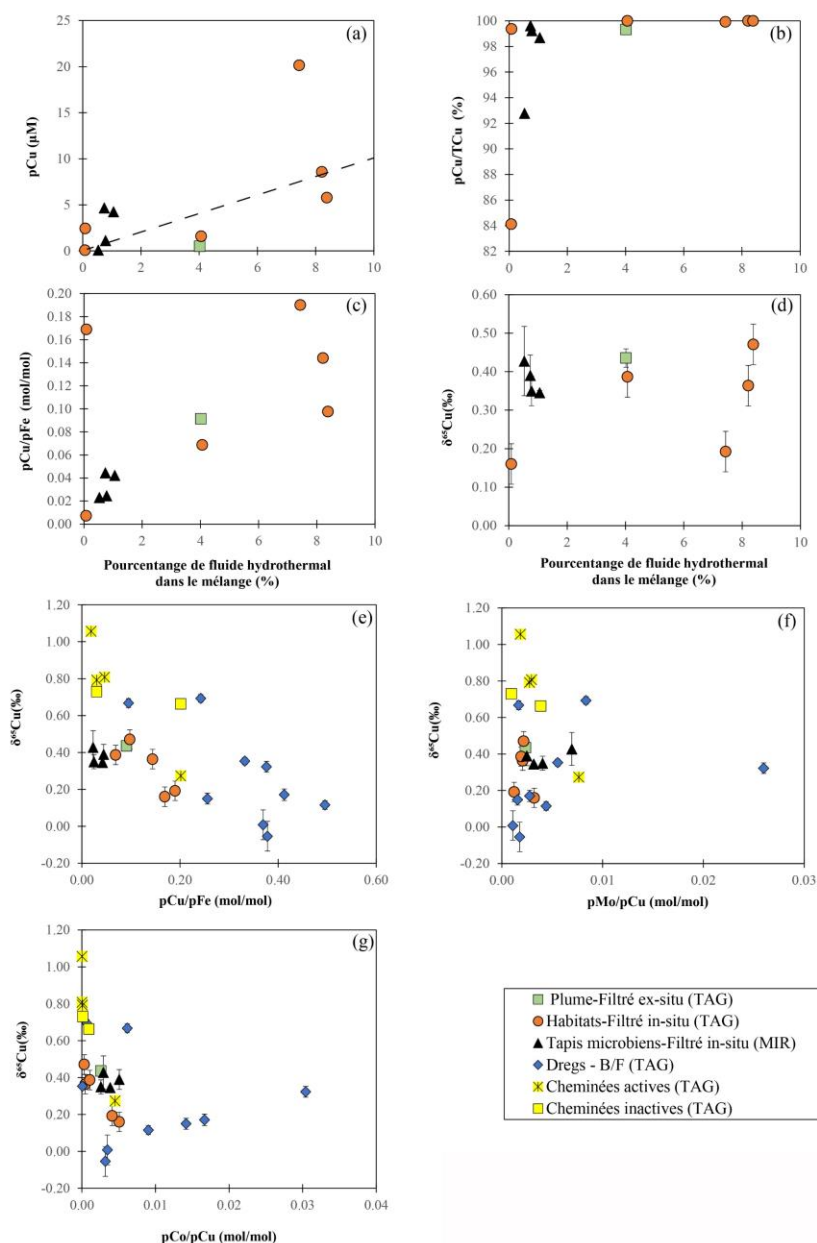 (a)
pCu (µM)
25
20
15
10
5
0
0 2 4 6 8 10
(b)
pCu/TCu (%)
100
98
96
94
92
90
88
86
84
82
0 2 4 6 8 10
(c)
pCu/pFe (mol/mol)
0.20
0.18
0.16
0.14
0.12
0.10
0.08
0.06
0.04
0.02
0.00
0 2 4 6 8 10
Pourcentange de fluide hydrothermal
dans le mélange (%)
(d)
δ⁶⁵Cu(‰)
0.60
0.50
0.40
0.30
0.20
0.10
0.00
0 2 4 6 8 10
Pourcentange de fluide hydrothermal
dans le mélange (%)
(e)
δ⁶⁵Cu(‰)
1.20
1.00
0.80
0.60
0.40
0.20
0.00
-0.20
0.00 0.20 0.40 0.60
pCu/pFe (mol/mol)
(f)
δ⁶⁵Cu(‰)
1.20
1.00
0.80
0.60
0.40
0.20
0.00
-0.20
0.00 0.01 0.02 0.03
pMo/pCu (mol/mol)
(g)
δ⁶⁵Cu(‰)
1.20
1.00
0.80
0.60
0.40
0.20
0.00
-0.20
0.00 0.01 0.02 0.03 0.04
pCo/pCu (mol/mol)
Plume-Filtré ex-situ (TAG)
Habitats-Filtré in-situ (TAG)
Tapis microbiens-Filtré in-situ (MIR)
Dregs - B/F (TAG)
Cheminées actives (TAG)
Cheminées inactives (TAG)